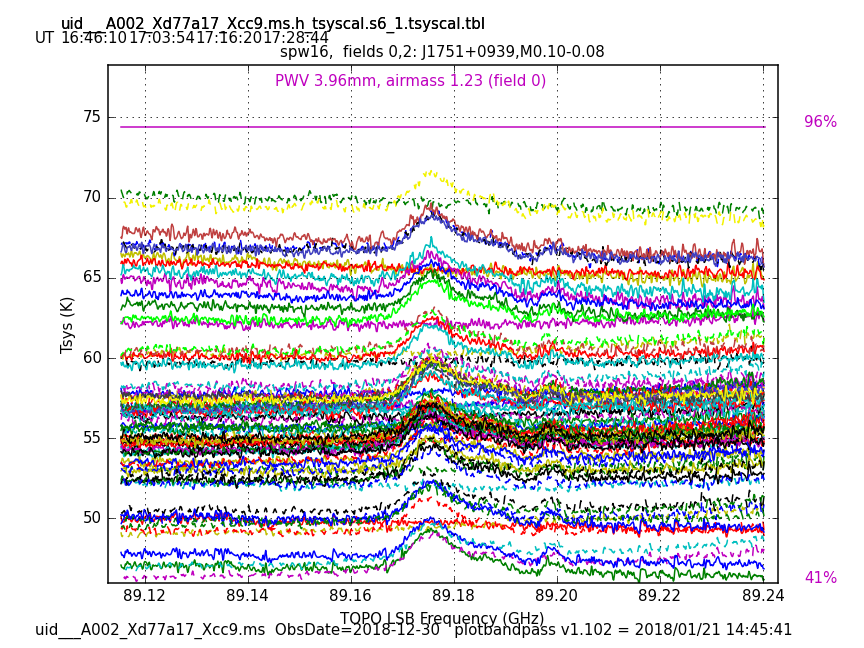 uid___A002_Xd77a17_Xcc9.ms.h_tsyscal.s6_1.tsyscal.tbl
UT 16:46:10 17:03:54 17:16:20 17:28:44
spw16,  fields 0,2: J1751+0939,M0.10-0.08
PWV 3.96mm, airmass 1.23 (field 0)
96%
75
70
65
60
55
50
Tsys (K)
41%
89.12 89.14 89.16 89.18 89.20 89.22 89.24
TOPO LSB Frequency (GHz)
uid___A002_Xd77a17_Xcc9.ms  ObsDate=2018-12-30   plotbandpass v1.102 = 2018/01/21 14:45:41